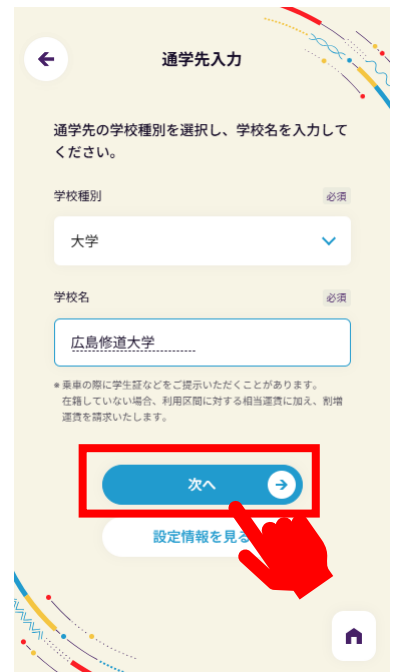 通学先入力
通学先の学校種別を選択し、学校名を入力して
ください。
学校種別
必須
大学
学校名
必須
広島修道大学
※乗車の際に学生証などをご提示いただくことがあります。
在籍していない場合、利用区間に対する相当運賃に加え、割増
運賃を請求いたします。
次へ
設定情報を見る